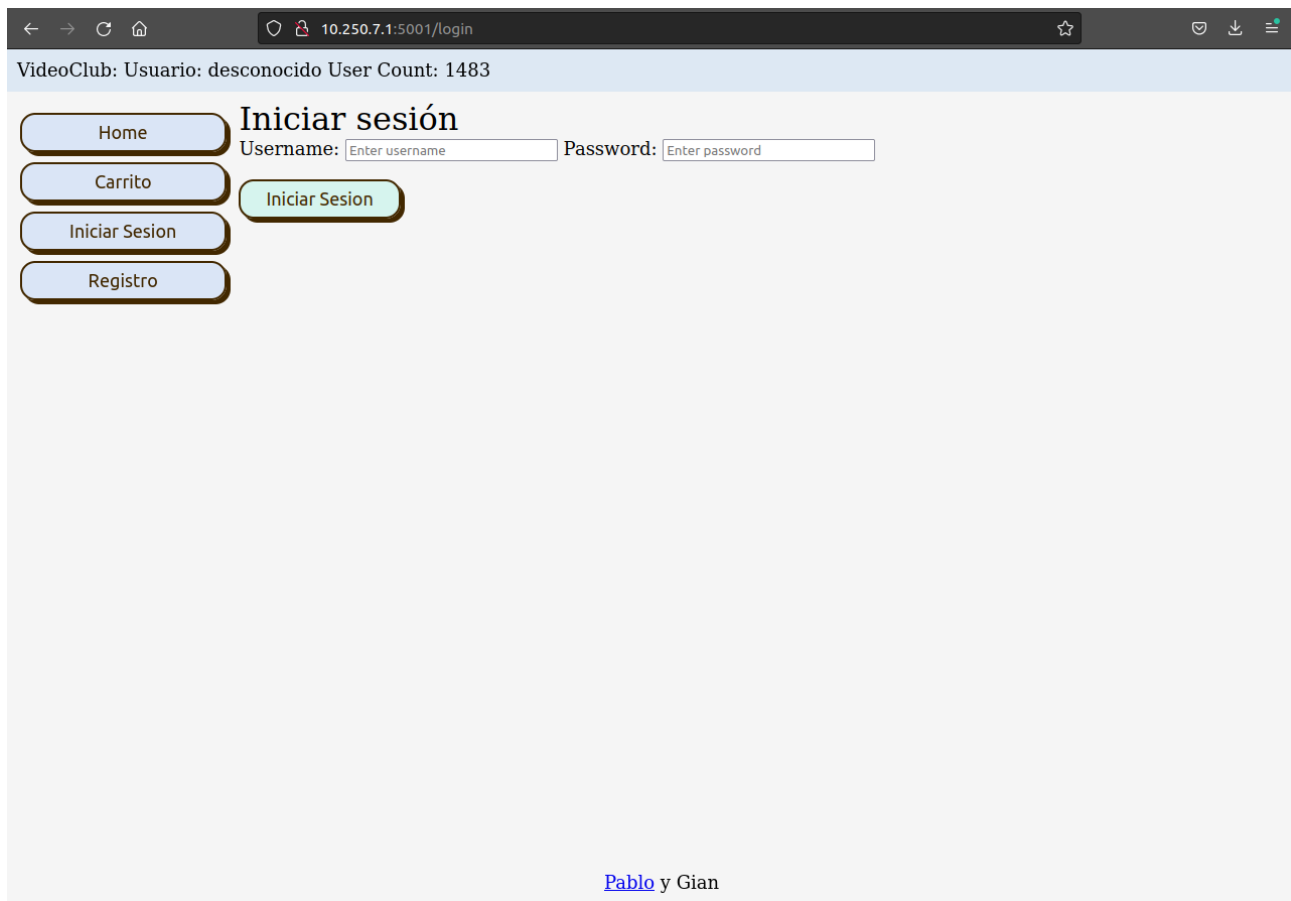 10.250.7.1:5001/login
VideoClub: Usuario: desconocido User Count: 1483
Home
Carrito
Iniciar Sesion
Registro
Iniciar sesión
Username: Enter username Password: Enter password
Iniciar Sesion
Pablo y Gian